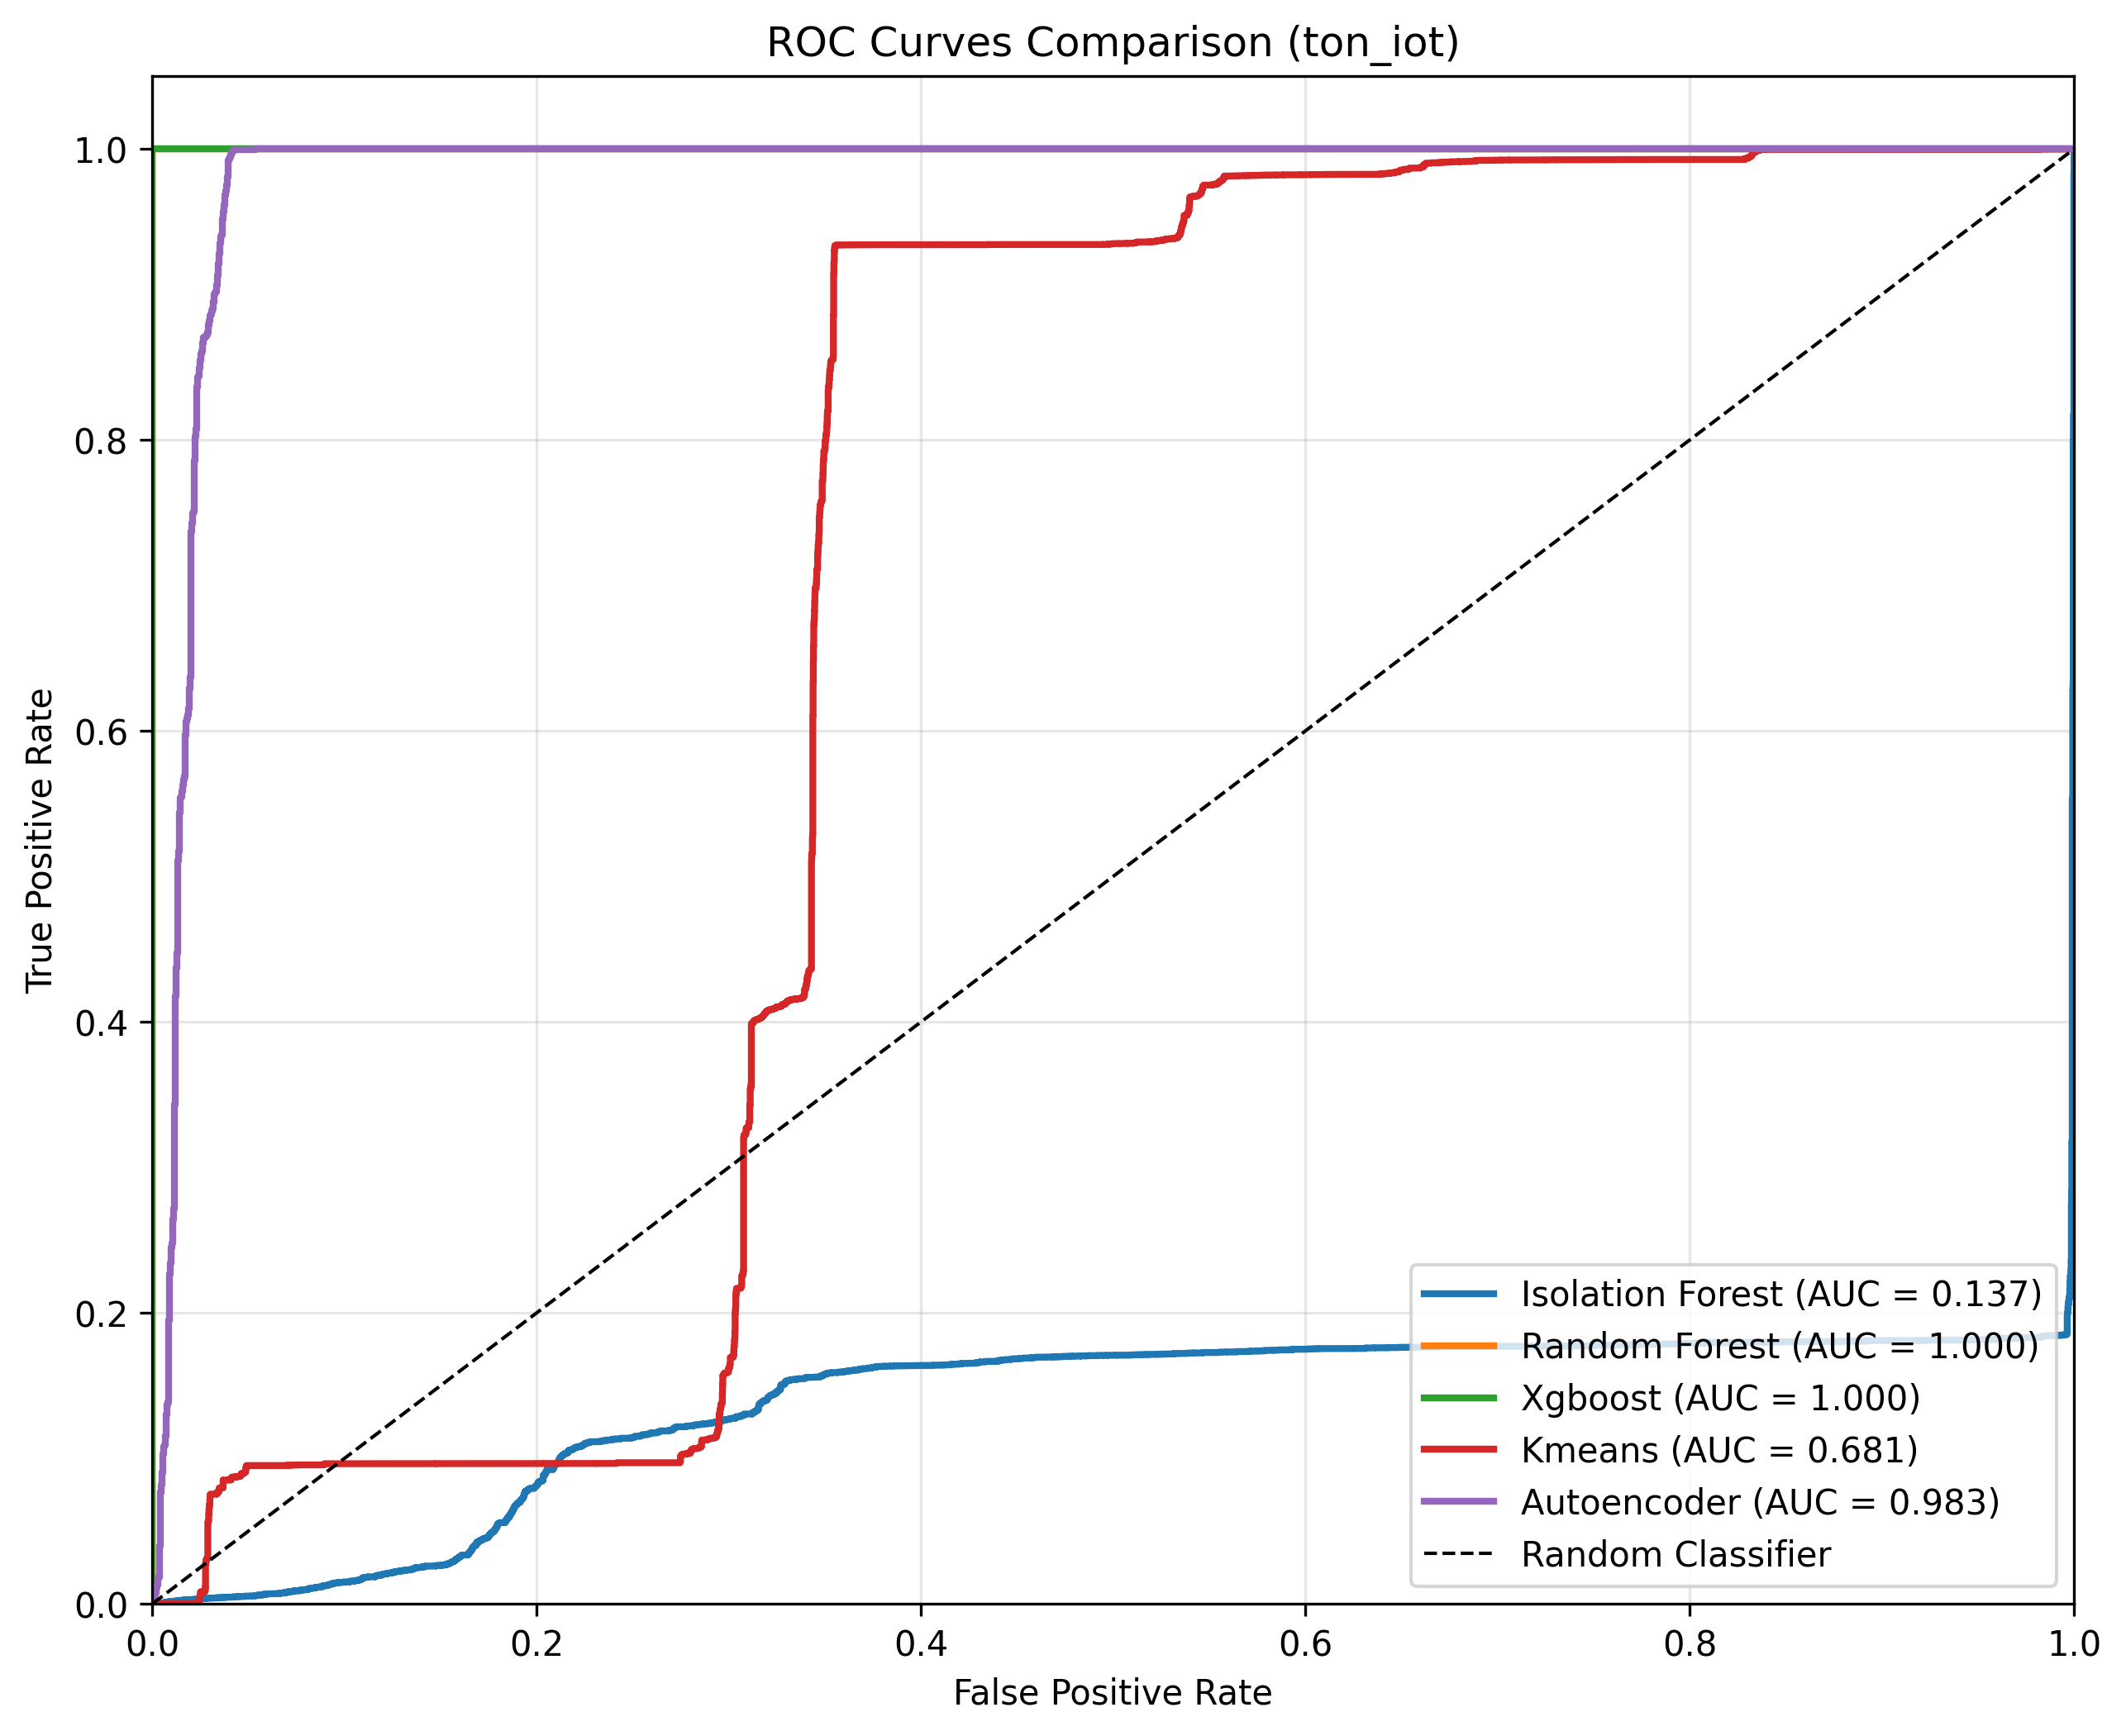 ROC Curves Comparison (ton_iot)
True Positive Rate
1.0
0.8
0.6
0.4
0.2
0.0
0.0 0.2 0.4 0.6 0.8 1.0
False Positive Rate
Isolation Forest (AUC = 0.137)
Random Forest (AUC = 1.000)
Xgboost (AUC = 1.000)
Kmeans (AUC = 0.681)
Autoencoder (AUC = 0.983)
Random Classifier